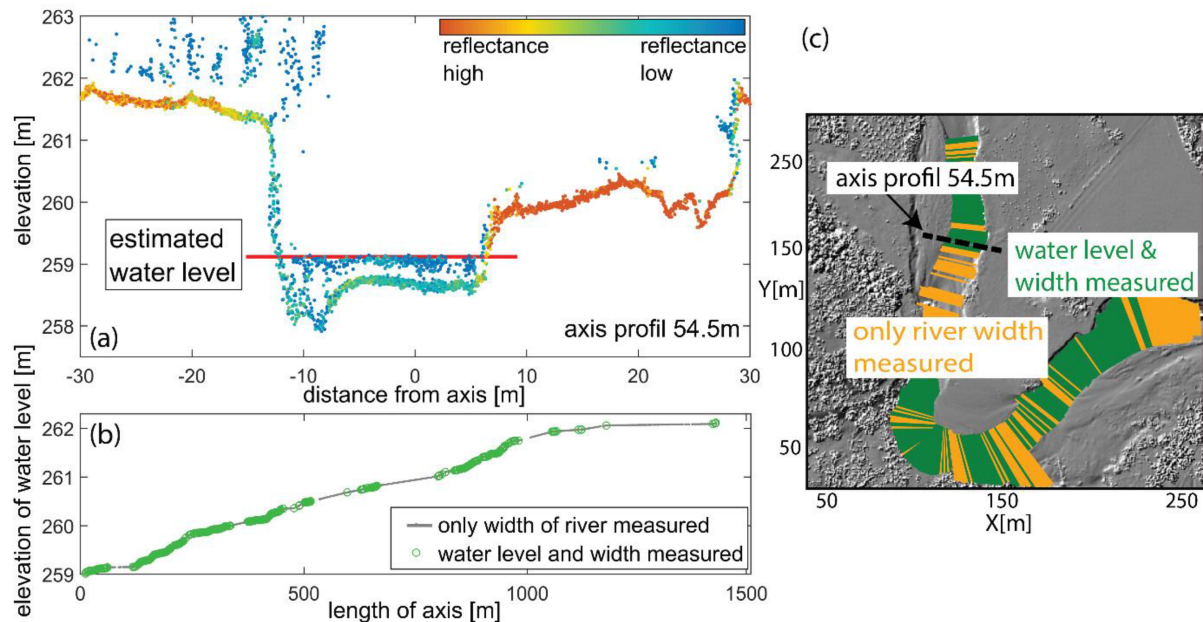 263
262
261
260
259
258
elevation [m]
reflectance
high
reflectance
low
estimated
water level
(a)
axis profil 54.5m
-30
-20
-10
0
10
20
30
distance from axis [m]
(b)
262
261
260
259
elevation of water level [m]
only width of river measured
water level and width measured
0
500
1000
1500
length of axis [m]
(c)
250
150
Y[m]
100
50
axis profil 54.5m
water level &
width measured
only river width
measured
50
150
250
X[m]